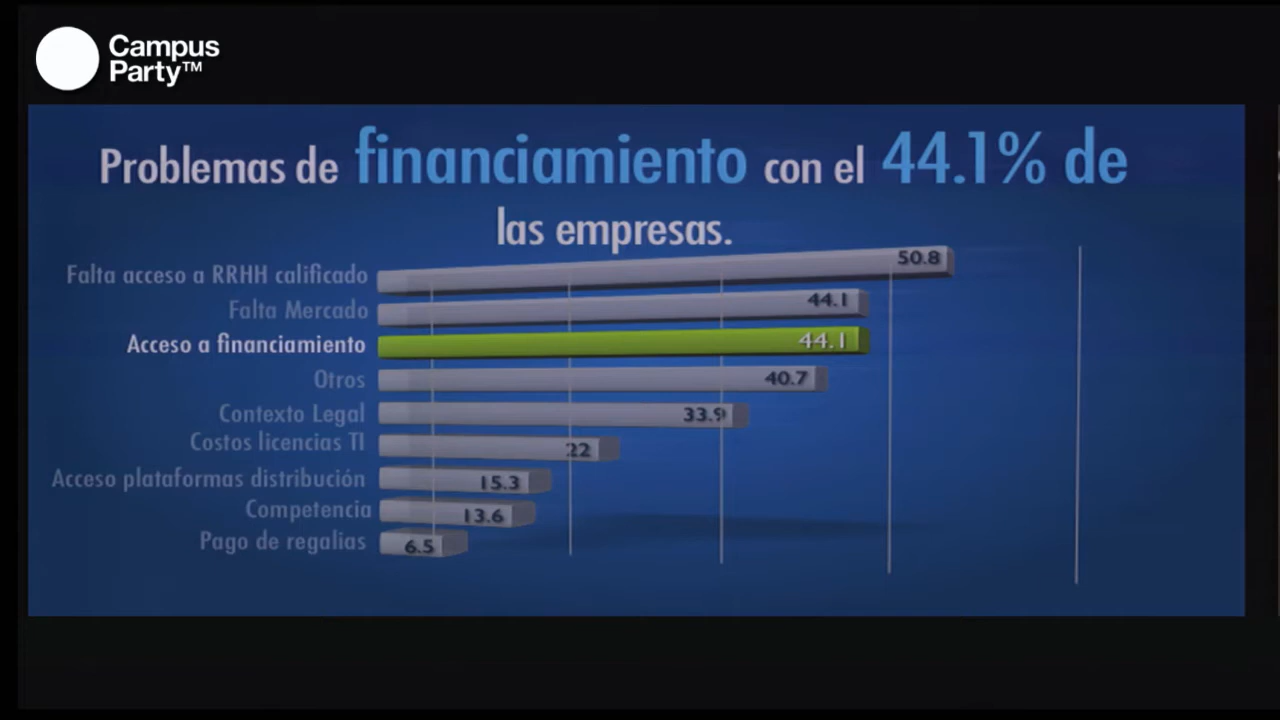 Campus
Party™
Problemas de financiamiento con el 44.1% de
las empresas.
Falta acceso a RRHH calificado 50.8
Falta Mercado 44.1
Acceso a financiamiento 44.1
Otros 40.7
Contexto Legal 33.9
Costos licencias TI 22
Acceso plataformas distribución 15.3
Competencia 13.6
Pago de regalias 6.5